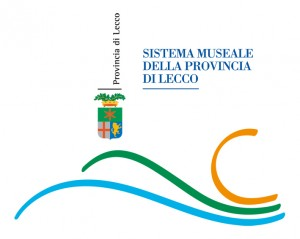 Provincia di Lecco
SISTEMA MUSEALE
DELLA PROVINCIA
DI LECCO